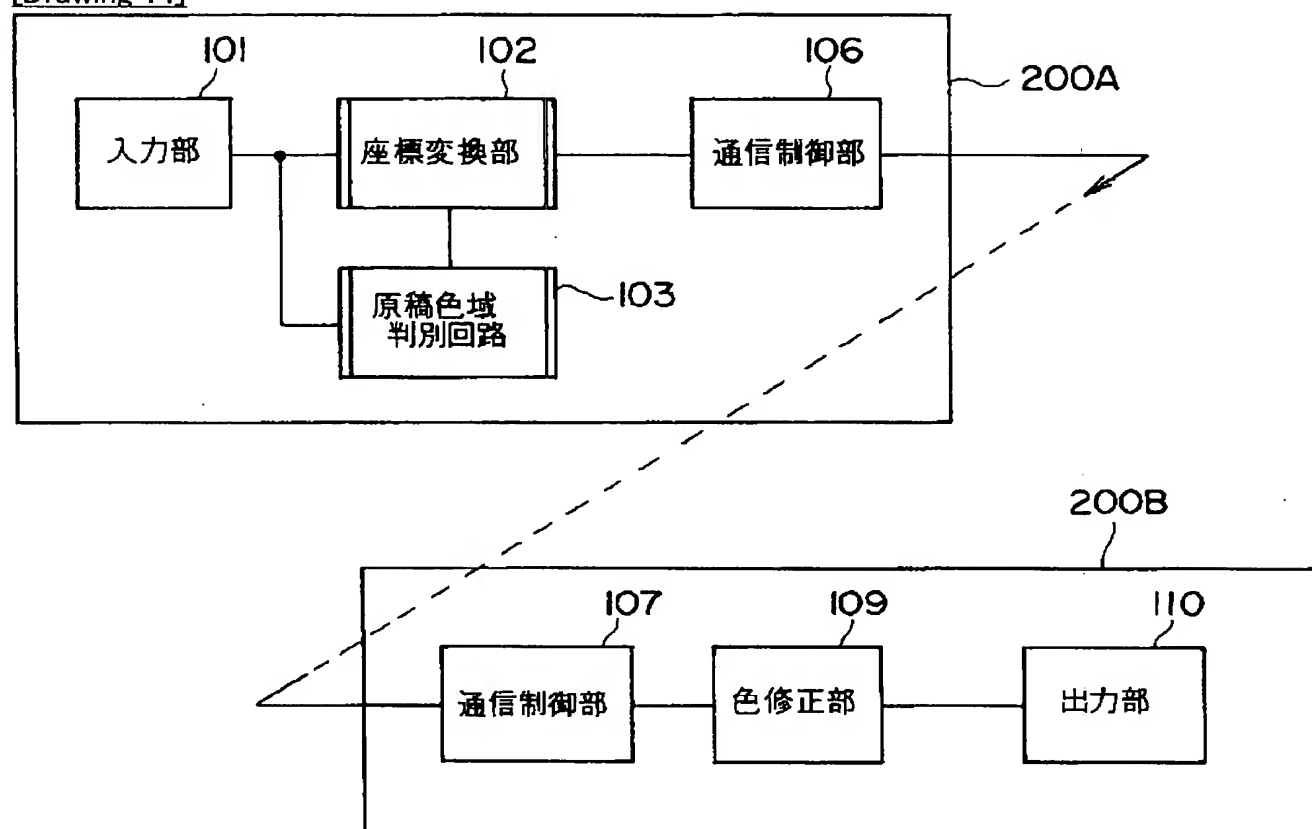 101
102
106
200A
入力部
座標変換部
通信制御部
原稿色域
判別回路
103
200B
107
109
110
通信制御部
色修正部
出力部